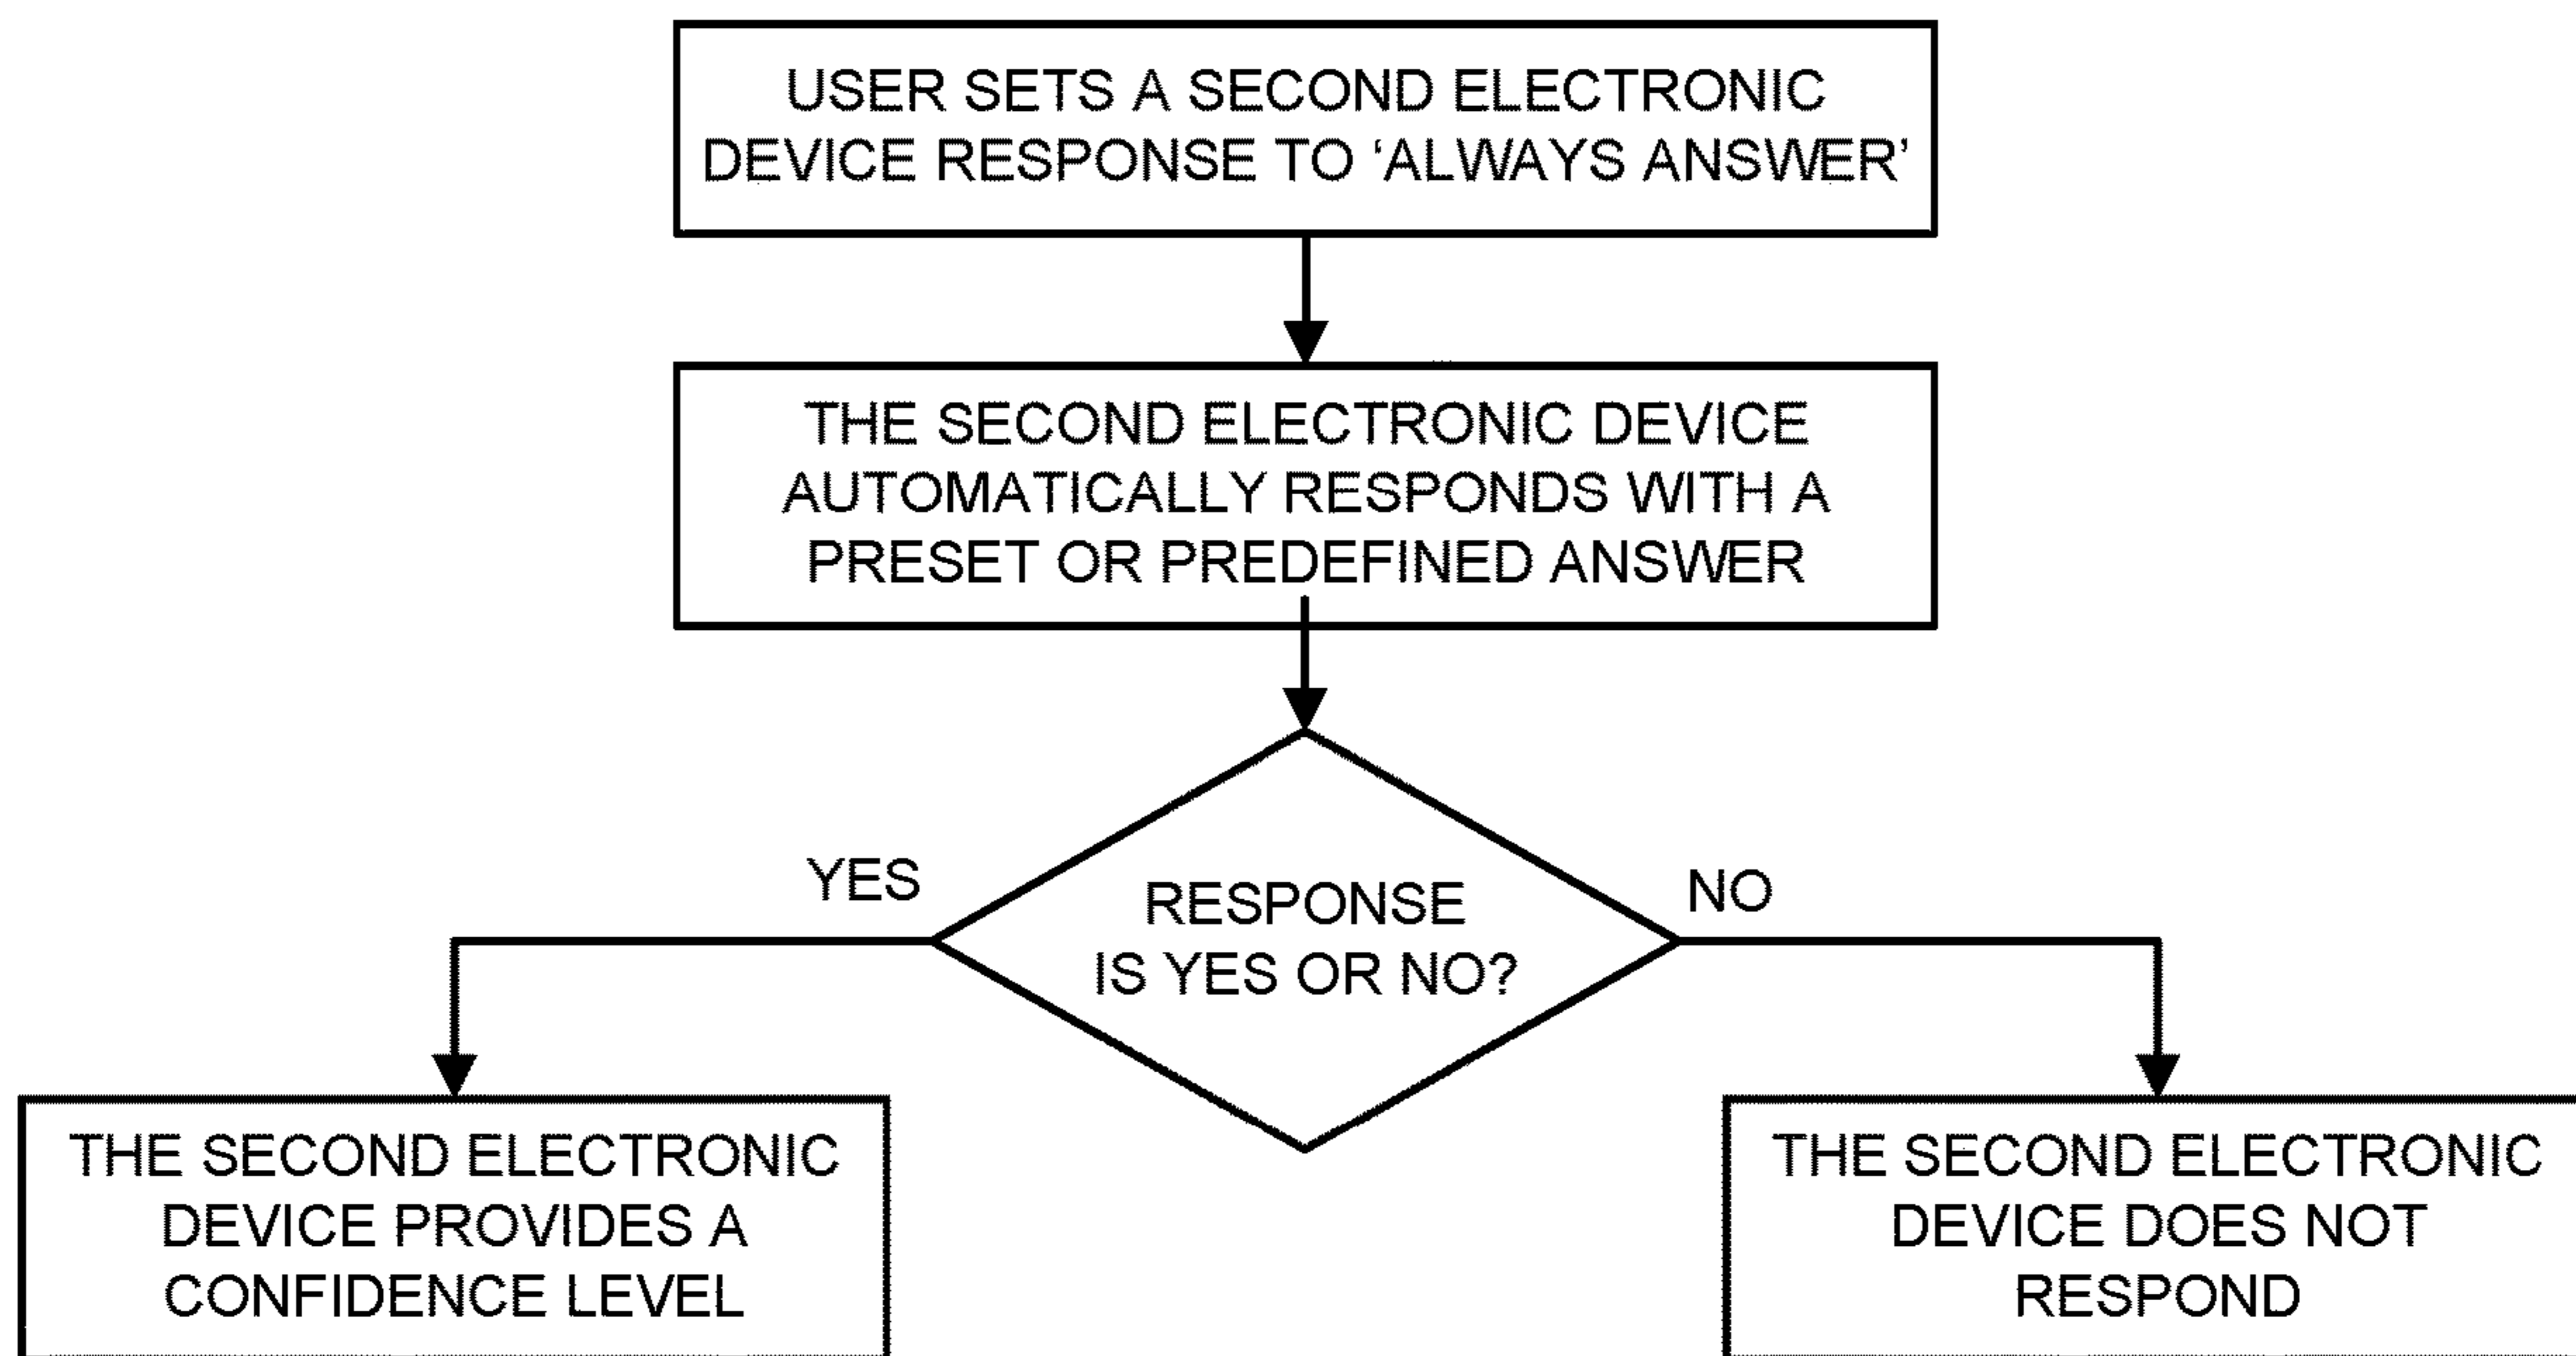 USER SETS A SECOND ELECTRONIC
DEVICE RESPONSE TO ‘ALWAYS ANSWER’
THE SECOND ELECTRONIC DEVICE
AUTOMATICALLY RESPONDS WITH A
PRESET OR PREDEFINED ANSWER
YES
NO
RESPONSE
IS YES OR NO?
THE SECOND ELECTRONIC
DEVICE PROVIDES A
CONFIDENCE LEVEL
THE SECOND ELECTRONIC
DEVICE DOES NOT
RESPOND